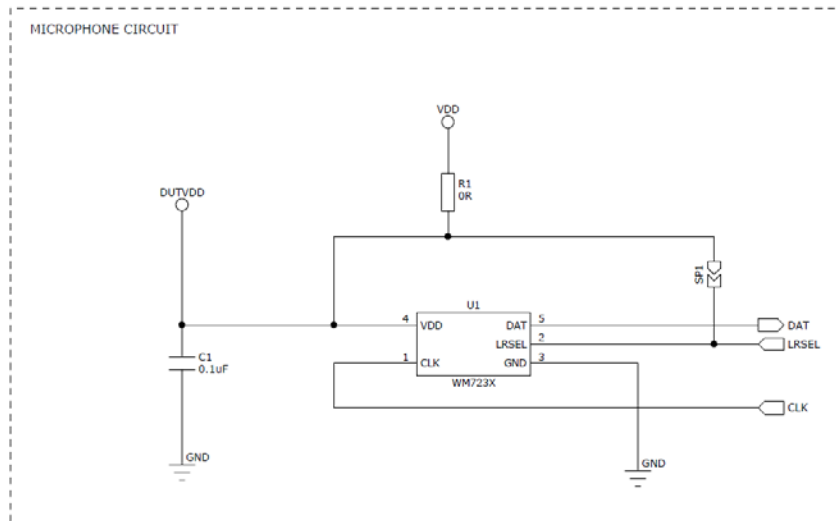 MICROPHONE CIRCUIT
VDD
R1
0R
DUTVDD
SP1
U1
4 VDD DAT 5 DAT
LRSEL 2 LRSEL
C1 1 CLK GND 3
0.1uF
WM723X
CLK
GND
GND